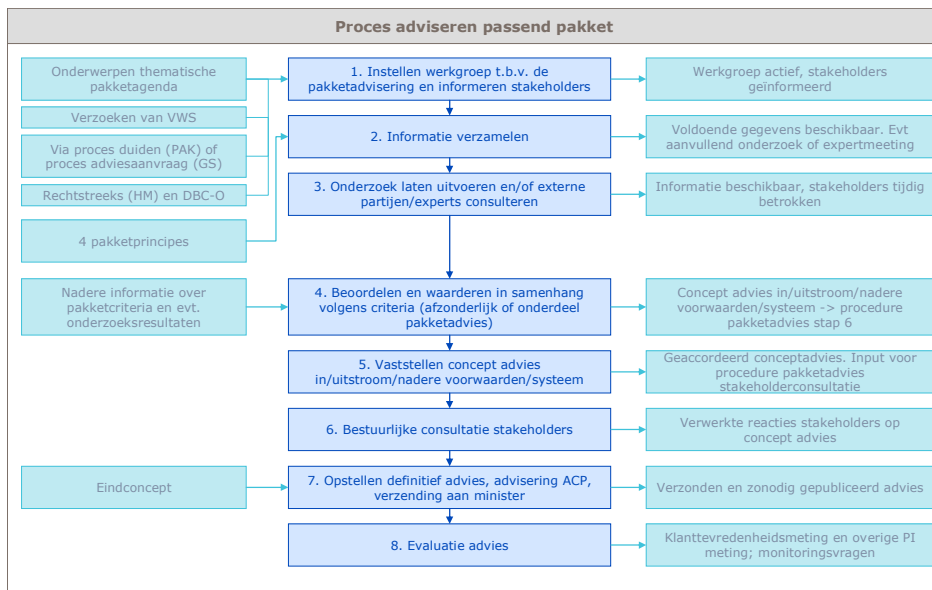 Proces adviseren passend pakket
Onderwerpen thematische
pakketagenda
1. Instellen werkgroep t.b.v. de
pakketadvisering en informeren stakeholders
Werkgroep actief, stakeholders
geïnformeerd
Verzoeken van VWS
2. Informatie verzamelen
Voldoende gegevens beschikbaar. Evt
aanvullend onderzoek of expertmeeting
Via proces duiden (PAK) of
proces adviesaanvraag (GS)
Rechtstreeks (HM) en DBC-O
3. Onderzoek laten uitvoeren en/of externe
partijen/experts consulteren
Informatie beschikbaar, stakeholders tijdig
betrokken
4 pakketprincipes
Nadere informatie over
pakketcriteria en evt.
onderzoeksresultaten
4. Beoordelen en waarderen in samenhang
volgens criteria (afzonderlijk of onderdeel
pakketadvies)
Concept advies in/uitstroom/nadere
voorwaarden/systeem -> procedure
pakketadvies stap 6
5. Vaststellen concept advies
in/uitstroom/nadere voorwaarden/systeem
Geaccordeerd conceptadvies. Input voor
procedure pakketadvies
stakeholderconsultatie
6. Bestuurlijke consultatie stakeholders
Verwerkte reacties stakeholders op
concept advies
Eindconcept
7. Opstellen definitief advies, advisering ACP,
verzending aan minister
Verzonden en zonodig gepubliceerd advies
8. Evaluatie advies
Klanttevredenheidsmeting en overige PI
meting; monitoringsvragen